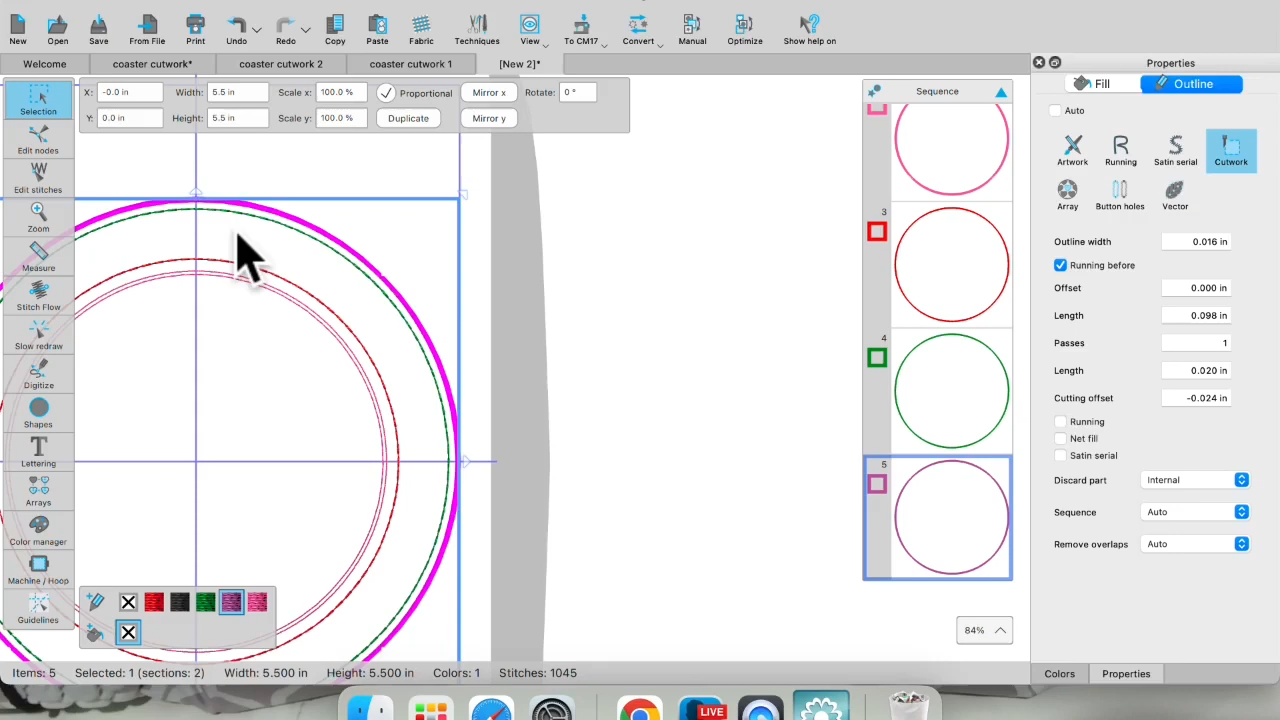 New
Open
Save
From File
Print
Undo
Redo
Copy
Paste
Fabric
Techniques
View
To CM17
Convert
Manual
Optimize
Show help on
Welcome
coaster cutwork*
coaster cutwork 2
coaster cutwork 1
[New 2]*
Properties
X: -0.0 in Width: 5.5 in Scale x: 100.0 % Proportional Mirror x Rotate: 0 °
Y: 0.0 in Height: 5.5 in Scale y: 100.0 % Duplicate Mirror y
Selection
Edit nodes
Edit stitches
Zoom
Measure
Stitch Flow
Slow redraw
Digitize
Shapes
Lettering
Arrays
Color manager
Machine / Hoop
Guidelines
Sequence
3
4
5
84%
Fill
Outline
Auto
Artwork
Running
Satin serial
Cutwork
Array
Button holes
Vector
Outline width 0.016 in
Running before
Offset 0.000 in
Length 0.098 in
Passes 1
Length 0.020 in
Cutting offset -0.024 in
Running
Net fill
Satin serial
Discard part Internal
Sequence Auto
Remove overlaps Auto
Items: 5 Selected: 1 (sections: 2) Width: 5.500 in Height: 5.500 in Colors: 1 Stitches: 1045
Colors
Properties
LIVE